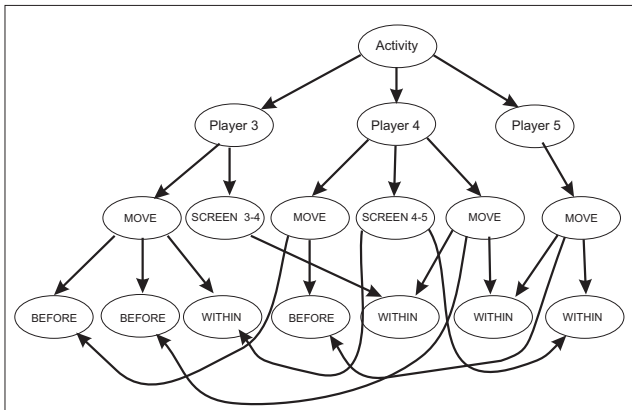 Activity
Player 3 Player 4 Player 5
MOVE SCREEN 3-4 MOVE SCREEN 4-5 MOVE MOVE
BEFORE BEFORE WITHIN BEFORE WITHIN WITHIN WITHIN